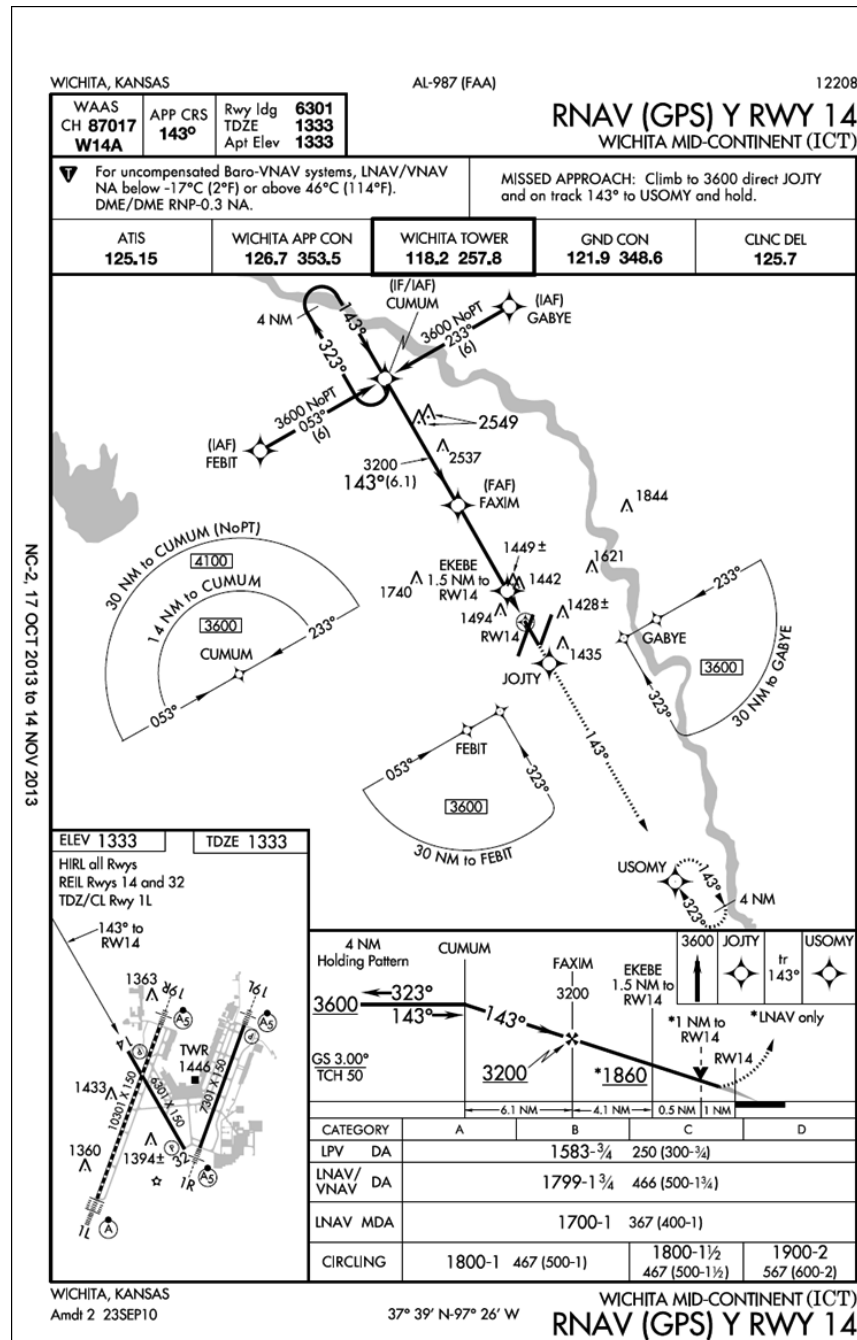 WICHITA, KANSAS
AL-987 (FAA)
12208
WAAS
CH 87017
W14A
APP CRS
143°
Rwy ldg 6301
TDZE 1333
Apt Elev 1333
RNAV (GPS) Y RWY 14
WICHITA MID-CONTINENT (ICT)
T
For uncompensated Baro-VNAV systems, LNAV/VNAV
NA below -17°C (2°F) or above 46°C (114°F).
DME/DME RNP-0.3 NA.
MISSED APPROACH: Climb to 3600 direct JOJTY
and on track 143° to USOMY and hold.
ATIS
125.15
WICHITA APP CON
126.7 353.5
WICHITA TOWER
118.2 257.8
GND CON
121.9 348.6
CLNC DEL
125.7
(IF/IAF)
CUMUM
4 NM
143°
323°
3600 NoPT
233°
(6)
(IAF)
GABYE
3600 NoPT
053°
(6)
(IAF)
FEBIT
2549
2537
3200
143°(6.1)
(FAF)
FAXIM
1844
1621
EKEBE
1.5 NM to
RW14
1449±
1442
1740
1494
RW14
1428±
1435
JOJTY
143°
30 NM to CUMUM (NoPT)
4100
14 NM to CUMUM
3600
CUMUM
233°
053°
233°
GABYE
3600
323°
30 NM to GABYE
053°
FEBIT
323°
3600
30 NM to FEBIT
USOMY
143°
323°
4 NM
NC-2, 17 OCT 2013 to 14 NOV 2013
ELEV 1333
TDZE 1333
HIRL all Rwys
REIL Rwys 14 and 32
TDZ/CL Rwy 1L
143° to
RW14
1363
19R
19L
A5
A5
14
P
P
TWR
1446
1433
10301 X 150
6301 X 150
7301 X 150
1360
1394±
P
32
1R
A5
1L
A
4 NM
Holding Pattern
CUMUM
FAXIM
3200
EKEBE
1.5 NM to
RW14
3600
JOJTY
tr
143°
USOMY
3600
323°
143°
143°
*1 NM to
RW14
*LNAV only
RW14
GS 3.00°
TCH 50
3200
*1860
6.1 NM
4.1 NM
0.5 NM
1 NM
CATEGORY A B C D
LPV DA 1583-¾ 250 (300-¾)
LNAV/
VNAV DA 1799-1¾ 466 (500-1¾)
LNAV MDA 1700-1 367 (400-1)
CIRCLING 1800-1 467 (500-1)
1800-1½
467 (500-1½)
1900-2
567 (600-2)
WICHITA, KANSAS
Amdt 2 23SEP10
37° 39' N-97° 26' W
WICHITA MID-CONTINENT (ICT)
RNAV (GPS) Y RWY 14